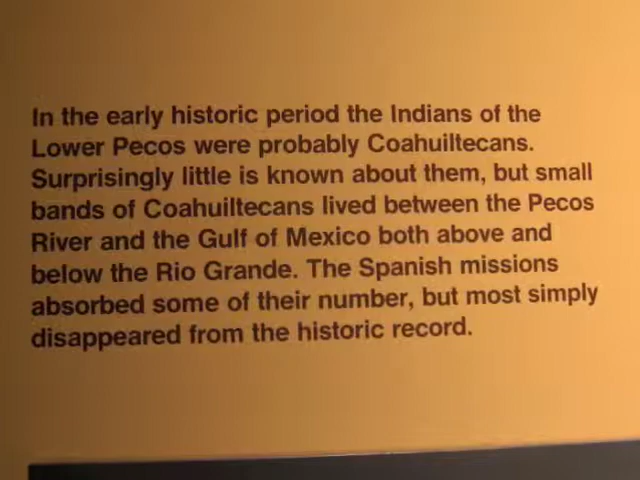 In the early historic period the Indians of the
Lower Pecos were probably Coahuiltecans.
Surprisingly little is known about them, but small
bands of Coahuiltecans lived between the Pecos
River and the Gulf of Mexico both above and
below the Rio Grande. The Spanish missions
absorbed some of their number, but most simply
disappeared from the historic record.